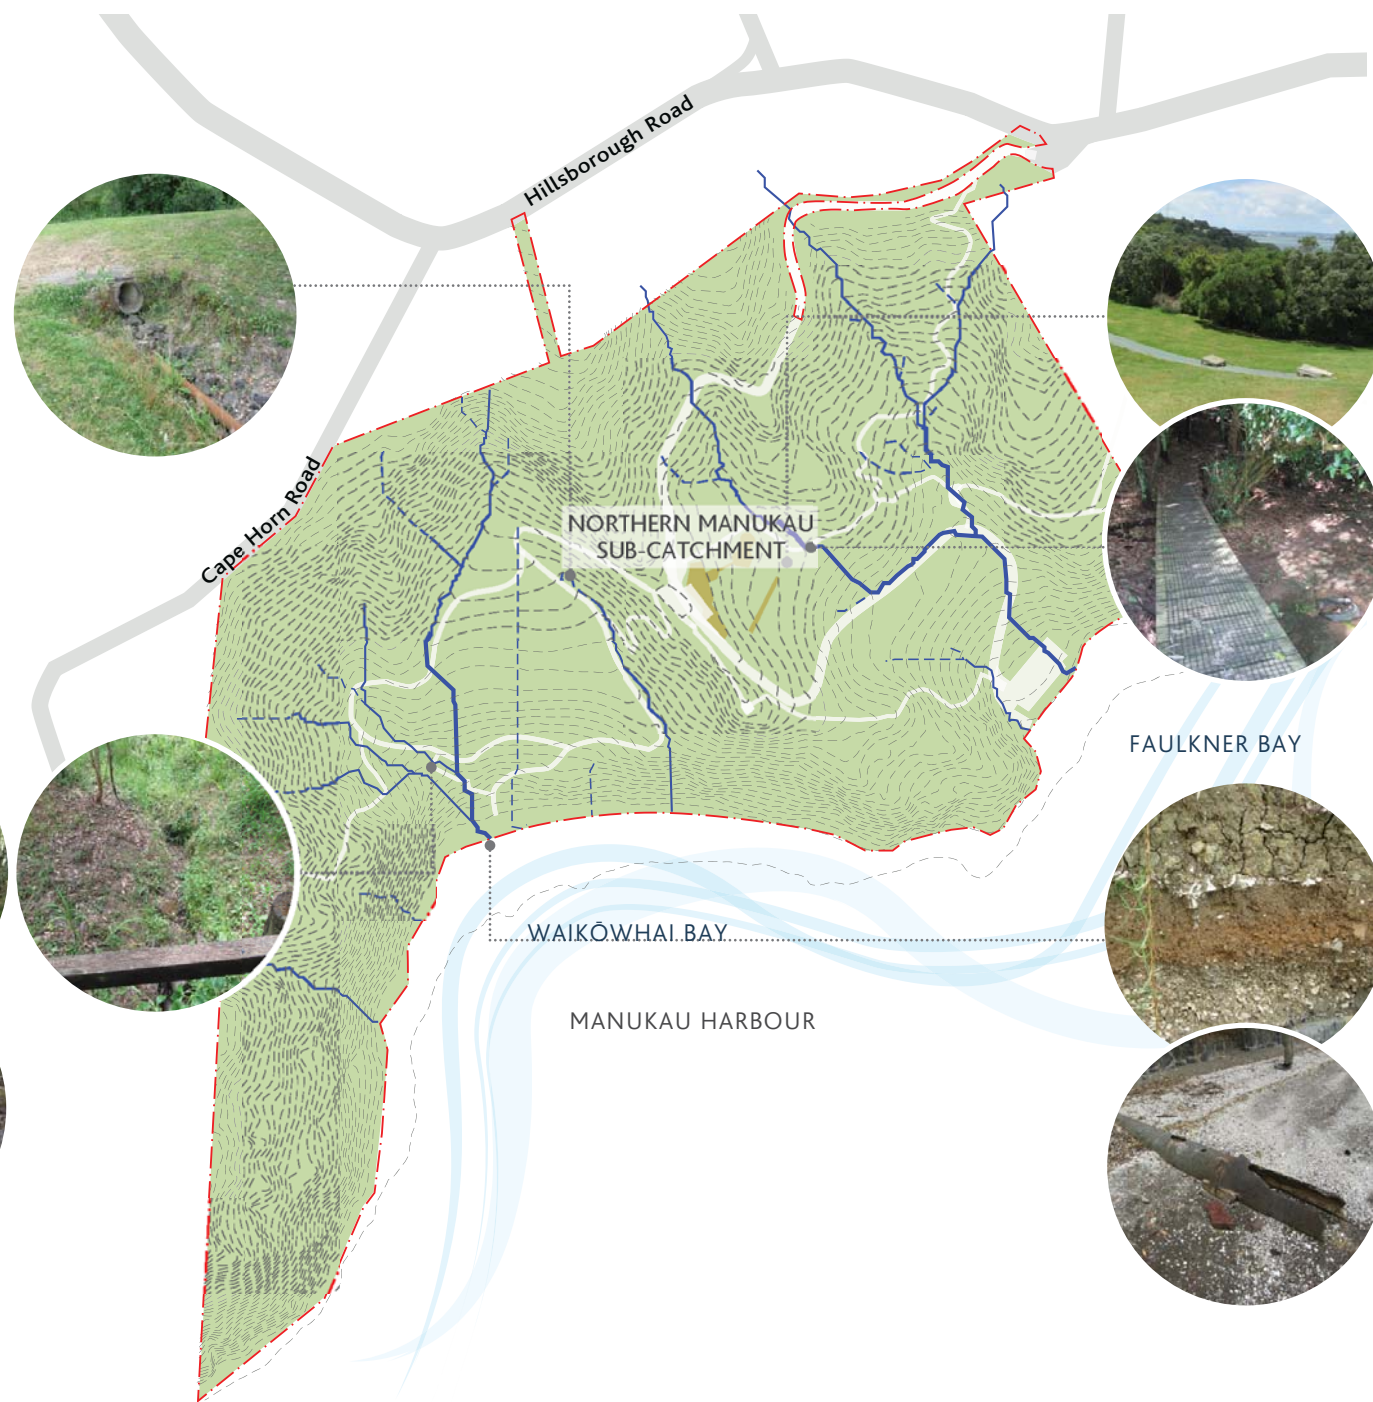 Hillsborough Road
Cape Horn Road
NORTHERN MANUKAU
SUB-CATCHMENT
FAULKNER BAY
WAIKŌWHAI BAY
MANUKAU HARBOUR